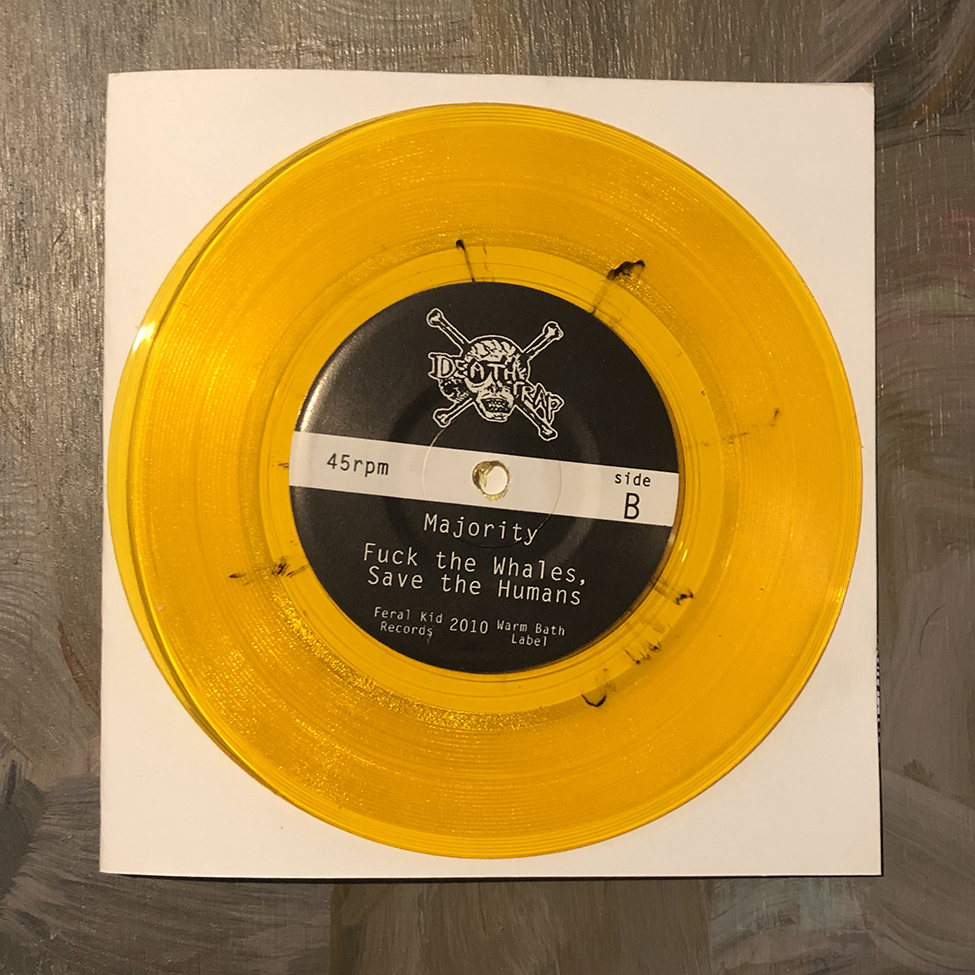 DEATH
TRAP
45rpm
side
B
Majority
Fuck the Whales,
Save the Humans
Feral Kid
Records
2010
Warm Bath
Label